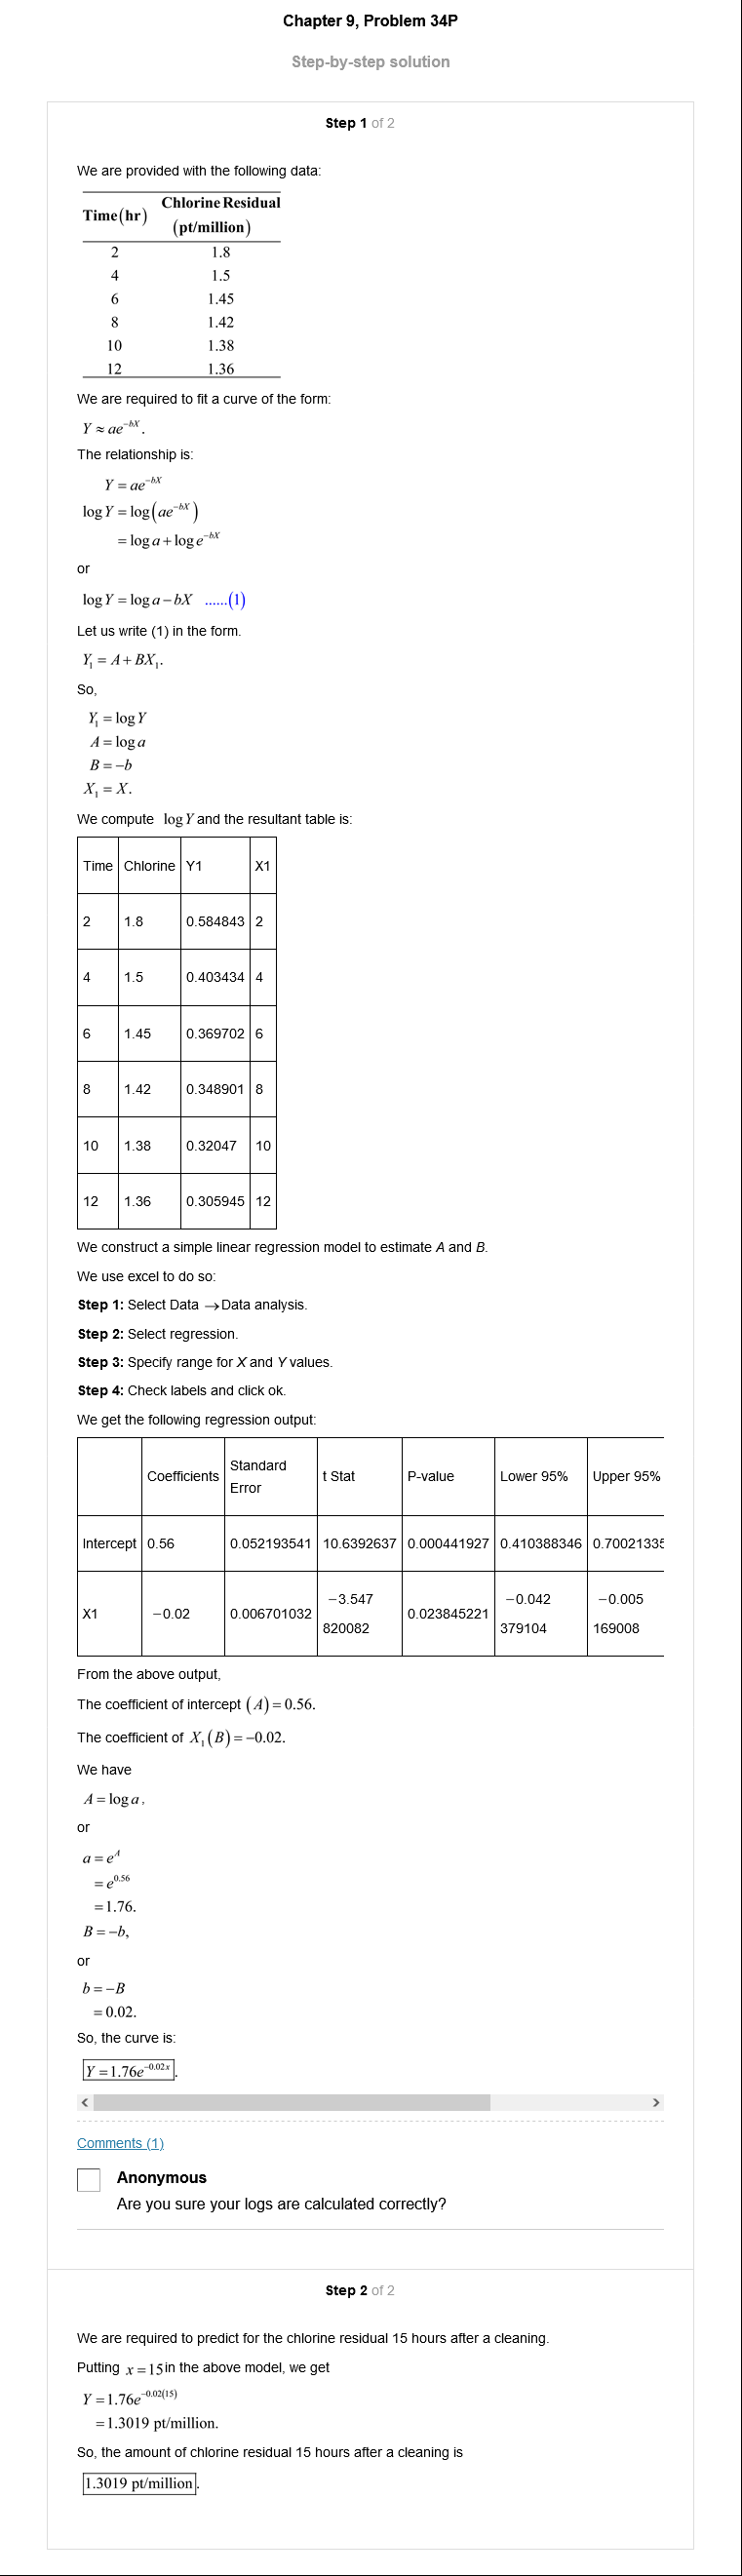 Chapter 9, Problem 34P
Step-by-step solution
Step 1 of 2
We are provided with the following data:
Time(hr) Chlorine Residual (pt/million)
2 1.8
4 1.5
6 1.45
8 1.42
10 1.38
12 1.36
We are required to fit a curve of the form:
Y ≈ ae^{-bX}.
The relationship is:
Y = ae^{-bX}
log Y = log(ae^{-bX})
= log a + log e^{-bX}
or
log Y = log a − bX ......(1)
Let us write (1) in the form.
Y₁ = A + BX₁.
So,
Y₁ = log Y
A = log a
B = −b
X₁ = X.
We compute log Y and the resultant table is:
Time Chlorine Y1 X1
2 1.8 0.584843 2
4 1.5 0.403434 4
6 1.45 0.369702 6
8 1.42 0.348901 8
10 1.38 0.32047 10
12 1.36 0.305945 12
We construct a simple linear regression model to estimate A and B.
We use excel to do so:
Step 1: Select Data →Data analysis.
Step 2: Select regression.
Step 3: Specify range for X and Y values.
Step 4: Check labels and click ok.
We get the following regression output:
Coefficients Standard Error t Stat P-value Lower 95% Upper 95%
Intercept 0.56 0.052193541 10.6392637 0.000441927 0.410388346 0.70021335
X1 −0.02 0.006701032 −3.547 820082 0.023845221 −0.042 379104 −0.005 169008
From the above output,
The coefficient of intercept (A) = 0.56.
The coefficient of X₁(B) = −0.02.
We have
A = log a,
or
a = e^{A}
= e^{0.56}
= 1.76.
B = −b,
or
b = −B
= 0.02.
So, the curve is:
Y = 1.76e^{-0.02x}.
Comments (1)
Anonymous
Are you sure your logs are calculated correctly?
Step 2 of 2
We are required to predict for the chlorine residual 15 hours after a cleaning.
Putting x = 15 in the above model, we get
Y = 1.76e^{-0.02(15)}
= 1.3019 pt/million.
So, the amount of chlorine residual 15 hours after a cleaning is
1.3019 pt/million.